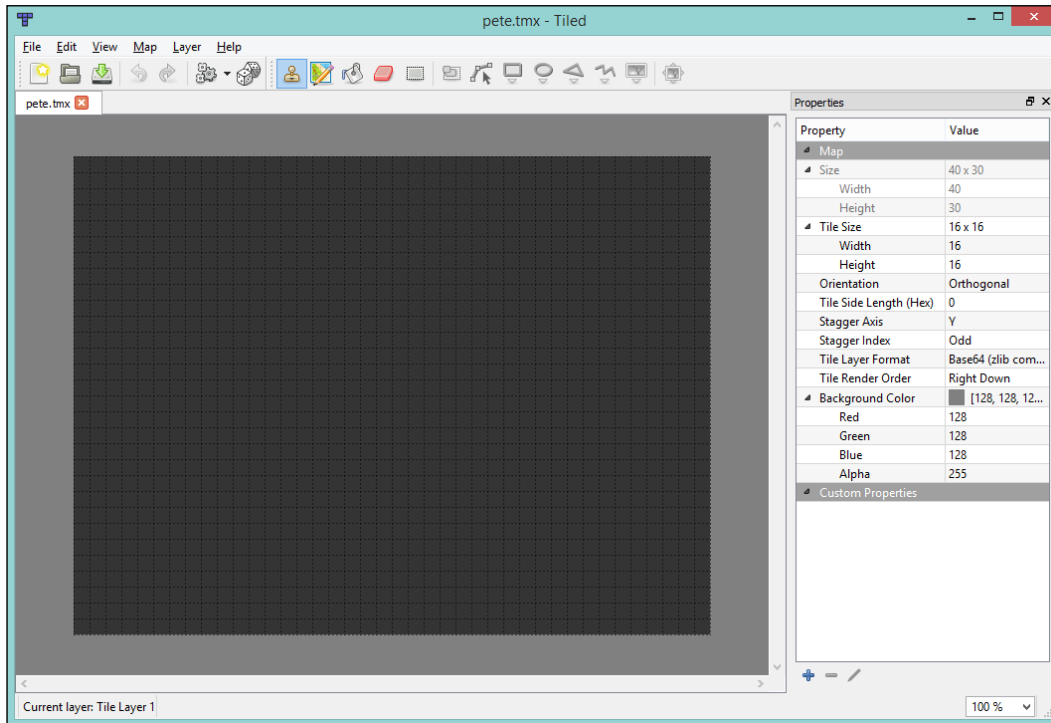 pete.tmx - Tiled
File Edit View Map Layer Help
pete.tmx
Properties
Property Value
Map
Size 40 x 30
Width 40
Height 30
Tile Size 16 x 16
Width 16
Height 16
Orientation Orthogonal
Tile Side Length (Hex) 0
Stagger Axis Y
Stagger Index Odd
Tile Layer Format Base64 (zlib com...
Tile Render Order Right Down
Background Color [128, 128, 12...
Red 128
Green 128
Blue 128
Alpha 255
Custom Properties
Current layer: Tile Layer 1
100 %